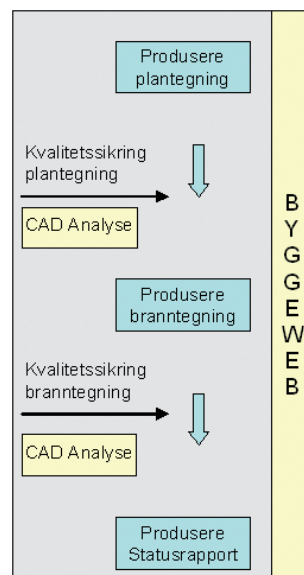 Produsere
plantegning
Kvalitetssikring
plantegning
CAD Analyse
Produsere
branntegning
Kvalitetssikring
branntegning
CAD Analyse
Produsere
Statusrapport
B
Y
G
G
E
W
E
B